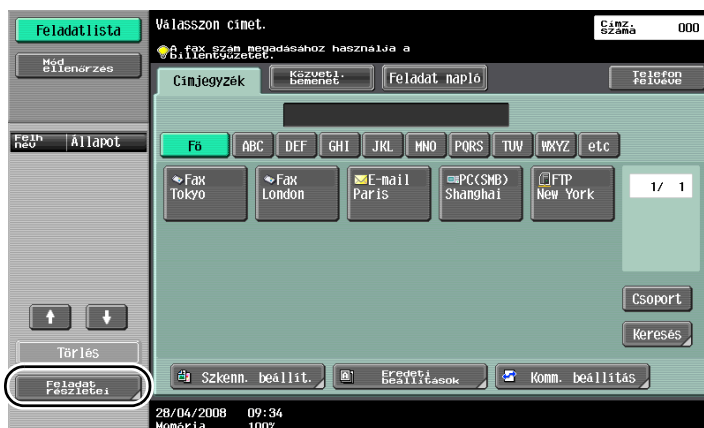 Feladatlista
Mód
ellenőrzés
Felh
név
Állapot
Törlés
Feladat
részletei
Válasszon címet.
A fax szám megadásához használja a
billentyűzetet.
Címz.
száma
000
Címjegyzék
Közvetl.
bemenet
Feladat napló
Telefon
felvéve
Fő
ABC
DEF
GHI
JKL
MNO
PQRS
TUV
WXYZ
etc
Fax
Tokyo
Fax
London
E-mail
Paris
PC(SMB)
Shanghai
FTP
New York
1/ 1
Csoport
Keresés
Szkenn. beállít.
Eredeti
beállítások
Komm. beállítás
28/04/2008 09:34
Memória 100%